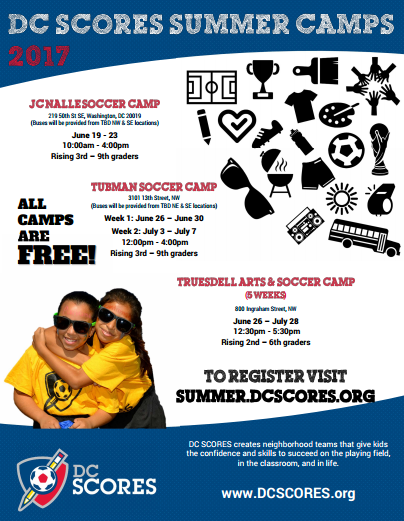 DC SCORES SUMMER CAMPS
2017
JC NALLE SOCCER CAMP
219 50th St SE, Washington, DC 20019
(Buses will be provided from TBD NW & SE locations)
June 19 - 23
10:00am - 4:00pm
Rising 3rd – 9th graders
TUBMAN SOCCER CAMP
3101 13th Street, NW
(Buses will be provided from TBD NE & SE locations)
Week 1: June 26 – June 30
Week 2: July 3 – July 7
12:00pm - 4:00pm
Rising 3rd – 9th graders
ALL
CAMPS
ARE
FREE!
TRUESDELL ARTS & SOCCER CAMP
(5 WEEKS)
800 Ingraham Street, NW
June 26 – July 28
12:30pm - 5:30pm
Rising 2nd – 6th graders
TO REGISTER VISIT
SUMMER.DCSCORES.ORG
DC SCORES creates neighborhood teams that give kids
the confidence and skills to succeed on the playing field,
in the classroom, and in life.
DC
SCORES
www.DCSCORES.org